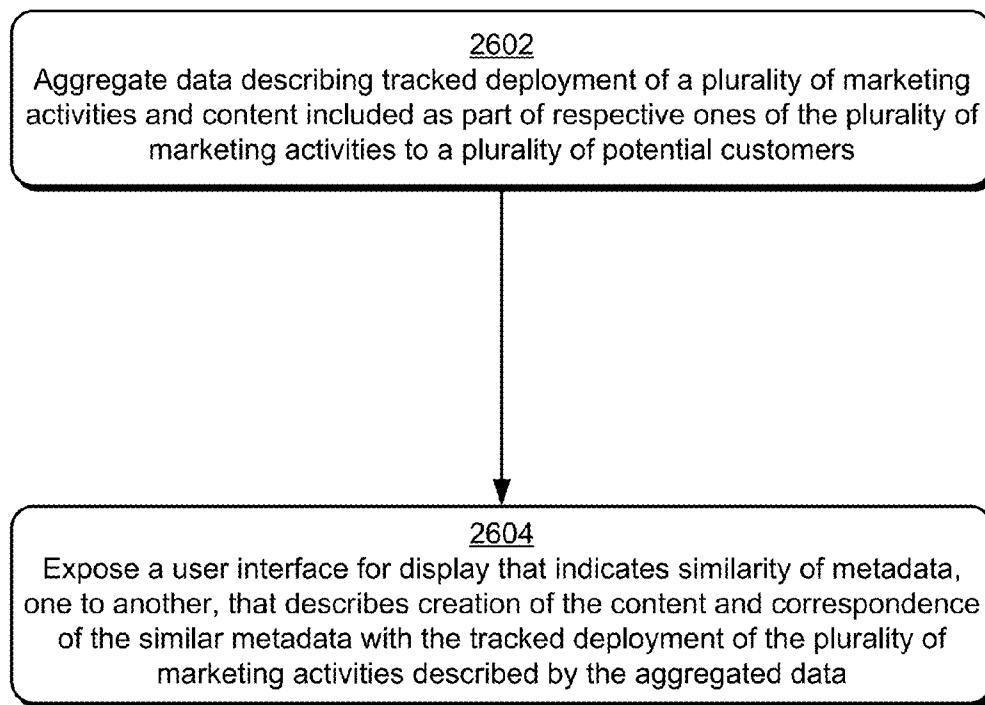 2602
Aggregate data describing tracked deployment of a plurality of marketing
activities and content included as part of respective ones of the plurality of
marketing activities to a plurality of potential customers
2604
Expose a user interface for display that indicates similarity of metadata,
one to another, that describes creation of the content and correspondence
of the similar metadata with the tracked deployment of the plurality of
marketing activities described by the aggregated data